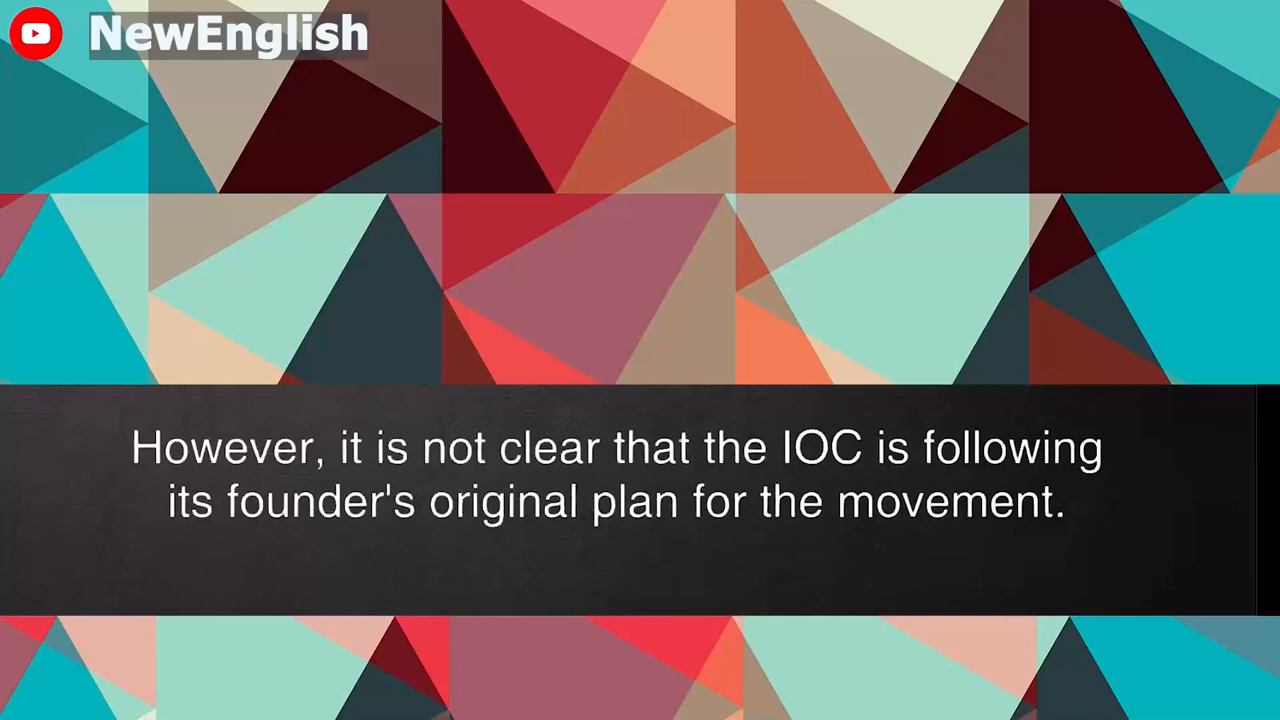 NewEnglish
However, it is not clear that the IOC is following
its founder's original plan for the movement.